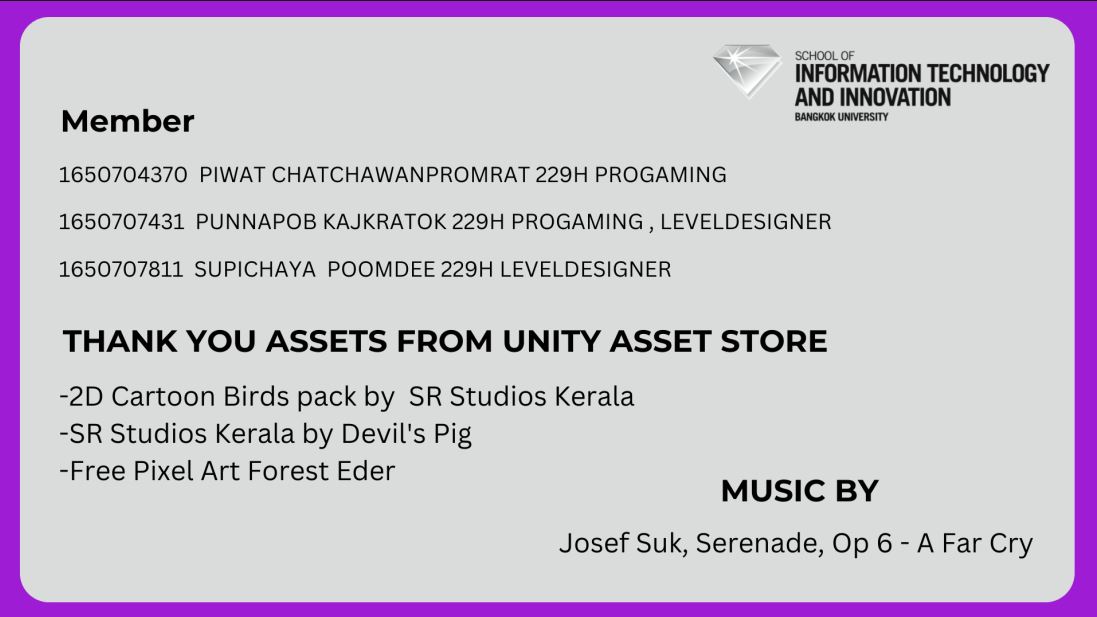 SCHOOL OF
INFORMATION TECHNOLOGY
AND INNOVATION
BANGKOK UNIVERSITY
Member
1650704370 PIWAT CHATCHAWANPROMRAT 229H PROGAMING
1650707431 PUNNAPOB KAJKRATOK 229H PROGAMING , LEVELDESIGNER
1650707811 SUPICHAYA POOMDEE 229H LEVELDESIGNER
THANK YOU ASSETS FROM UNITY ASSET STORE
-2D Cartoon Birds pack by SR Studios Kerala
-SR Studios Kerala by Devil's Pig
-Free Pixel Art Forest Eder
MUSIC BY
Josef Suk, Serenade, Op 6 - A Far Cry